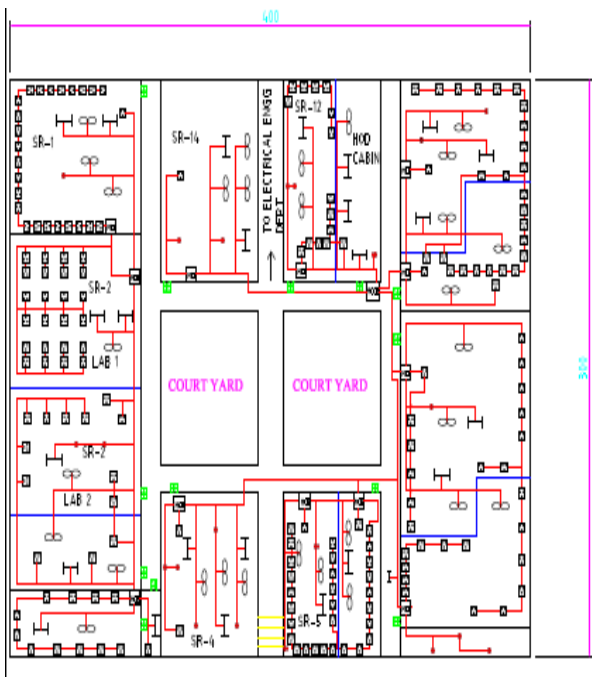 400
SR-1
SR-14
TO ELECTRICAL ENGG
DEPT
SR-12
HOD
CABIN
SR-2
LAB 1
COURT YARD
COURT YARD
300
SR-2
LAB 2
SR-4
SR-5